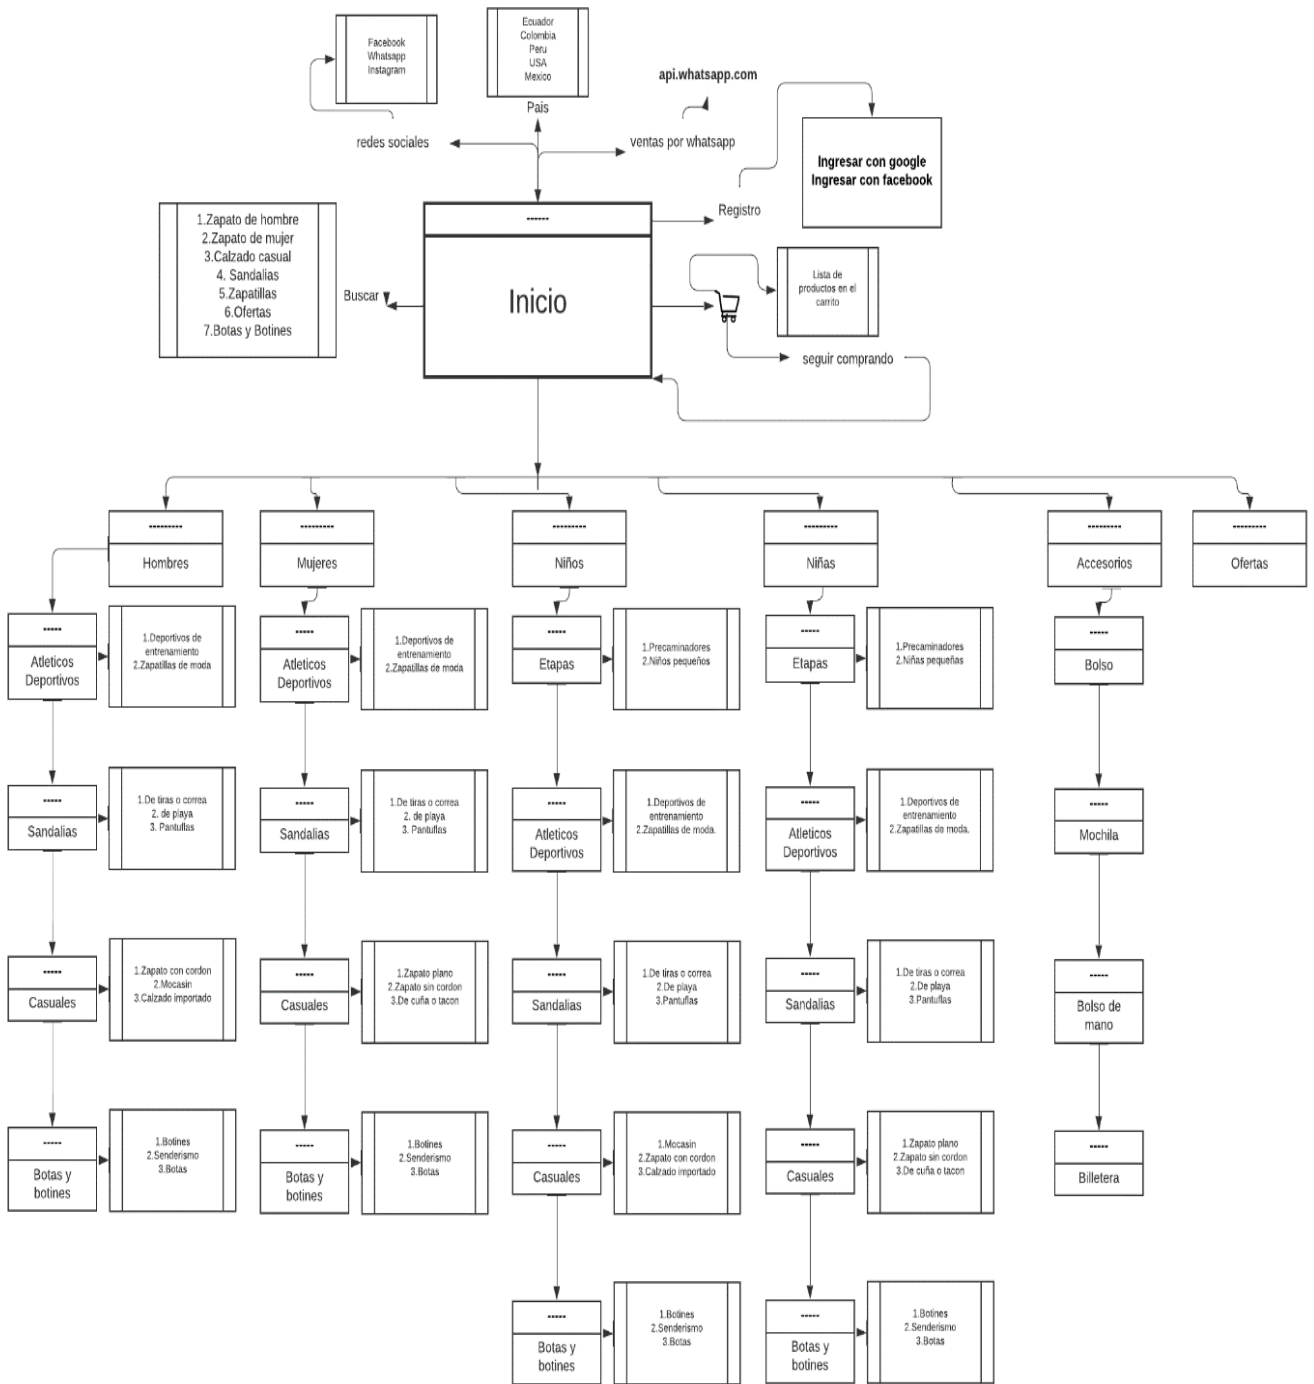 Facebook
Whatsapp
Instagram
Ecuador
Colombia
Peru
USA
Mexico
Pais
api.whatsapp.com
redes sociales
ventas por whatsapp
Ingresar con google
Ingresar con facebook
Registro
1.Zapato de hombre
2.Zapato de mujer
3.Calzado casual
4. Sandalias
5.Zapatillas
6.Ofertas
7.Botas y Botines
Buscar
------
Inicio
Lista de
productos en el
carrito
seguir comprando
---------
Hombres
---------
Mujeres
---------
Niños
---------
Niñas
---------
Accesorios
---------
Ofertas
-----
Atleticos
Deportivos
1.Deportivos de
entrenamiento
2.Zapatillas de moda
-----
Atleticos
Deportivos
1.Deportivos de
entrenamiento
2.Zapatillas de moda
-----
Etapas
1.Precaminadores
2.Niños pequeños
-----
Etapas
1.Precaminadores
2.Niñas pequeñas
-----
Bolso
-----
Sandalias
1.De tiras o correa
2. de playa
3. Pantuflas
-----
Sandalias
1.De tiras o correa
2. de playa
3. Pantuflas
-----
Atleticos
Deportivos
1.Deportivos de
entrenamiento
2.Zapatillas de moda.
-----
Atleticos
Deportivos
1.Deportivos de
entrenamiento
2.Zapatillas de moda.
-----
Mochila
-----
Casuales
1.Zapato con cordon
2.Mocasin
3.Calzado importado
-----
Casuales
1.Zapato plano
2.Zapato sin cordon
3.De cuña o tacon
-----
Sandalias
1.De tiras o correa
2.De playa
3.Pantuflas
-----
Sandalias
1.De tiras o correa
2.De playa
3.Pantuflas
-----
Bolso de
mano
-----
Botas y
botines
1.Botines
2.Senderismo
3.Botas
-----
Botas y
botines
1.Botines
2.Senderismo
3.Botas
-----
Casuales
1.Mocasin
2.Zapato con cordon
3.Calzado importado
-----
Casuales
1.Zapato plano
2.Zapato sin cordon
3.De cuña o tacon
-----
Billetera
-----
Botas y
botines
1.Botines
2.Senderismo
3.Botas
-----
Botas y
botines
1.Botines
2.Senderismo
3.Botas